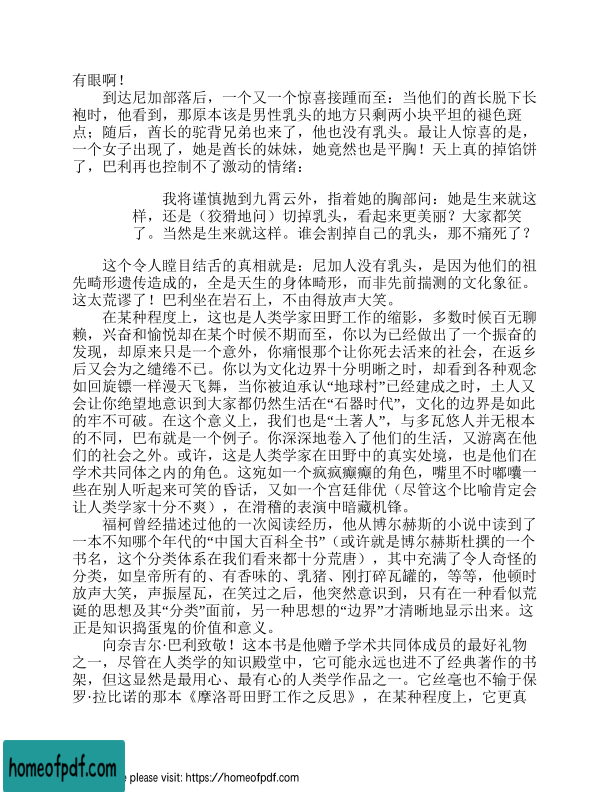 有眼啊！
到达尼加部落后，一个又一个惊喜接踵而至：当他们的酋长脱下长
袍时，他看到，那原本该是男性乳头的地方只剩两小块平坦的褪色斑
点；随后，酋长的驼背兄弟也来了，他也没有乳头。最让人惊喜的是，
一个女子出现了，她是酋长的妹妹，她竟然也是平胸！天上真的掉馅饼
了，巴利再也控制不了激动的情绪：
我将谨慎抛到九霄云外，指着她的胸部问：她是生来就这
样，还是（狡猾地问）切掉乳头，看起来更美丽？大家都笑
了。当然是生来就这样。谁会割掉自己的乳头，那不痛死了？
这个令人瞠目结舌的真相就是：尼加人没有乳头，是因为他们的祖
先畸形遗传造成的，全是天生的身体畸形，而非先前揣测的文化象征。
这太荒谬了！巴利坐在岩石上，不由得放声大笑。
在某种程度上，这也是人类学家田野工作的缩影，多数时候百无聊
赖，兴奋和愉悦却在某个时候不期而至，你以为已经做出了一个振奋的
发现，却原来只是一个意外，你痛恨那个让你死去活来的社会，在返乡
后又会为之缱绻不已。你以为文化边界十分明晰之时，却看到各种观念
如回旋镖一样漫天飞舞，当你被迫承认“地球村”已经建成之时，土人又
会让你绝望地意识到大家都仍然生活在“石器时代”，文化的边界是如此
的牢不可破。在这个意义上，我们也是“土著人”，与多瓦悠人并无根本
的不同，巴布就是一个例子。你深深地卷入了他们的生活，又游离在他
们的社会之外。或许，这是人类学家在田野中的真实处境，也是他们在
学术共同体之内的角色。这宛如一个疯疯癫癫的角色，嘴里不时嘟囔一
些在别人听起来可笑的昏话，又如一个宫廷俳优（尽管这个比喻肯定会
让人类学家十分不爽），在滑稽的表演中暗藏机锋。
福柯曾经描述过他的一次阅读经历，他从博尔赫斯的小说中读到了
一本不知哪个年代的“中国大百科全书”（或许就是博尔赫斯杜撰的一个
书名，这个分类体系在我们看来都十分荒唐），其中充满了令人奇怪的
分类，如皇帝所有的、有香味的、乳猪、刚打碎瓦罐的，等等，他顿时
放声大笑，声振屋瓦，在笑过之后，他突然意识到，只有在一种看似荒
诞的思想及其“分类”面前，另一种思想的“边界”才清晰地显示出来。这
正是知识捣蛋鬼的价值和意义。
向奈吉尔·巴利致敬！这本书是他赠予学术共同体成员的最好礼物
之一，尽管在人类学的知识殿堂中，它可能永远也进不了经典著作的书
架，但这显然是最用心、最有心的人类学作品之一。它丝毫也不输于保
罗·拉比诺的那本《摩洛哥田野工作之反思》，在某种程度上，它更真
homeofpdf.com
e please visit: https://homeofpdf.com